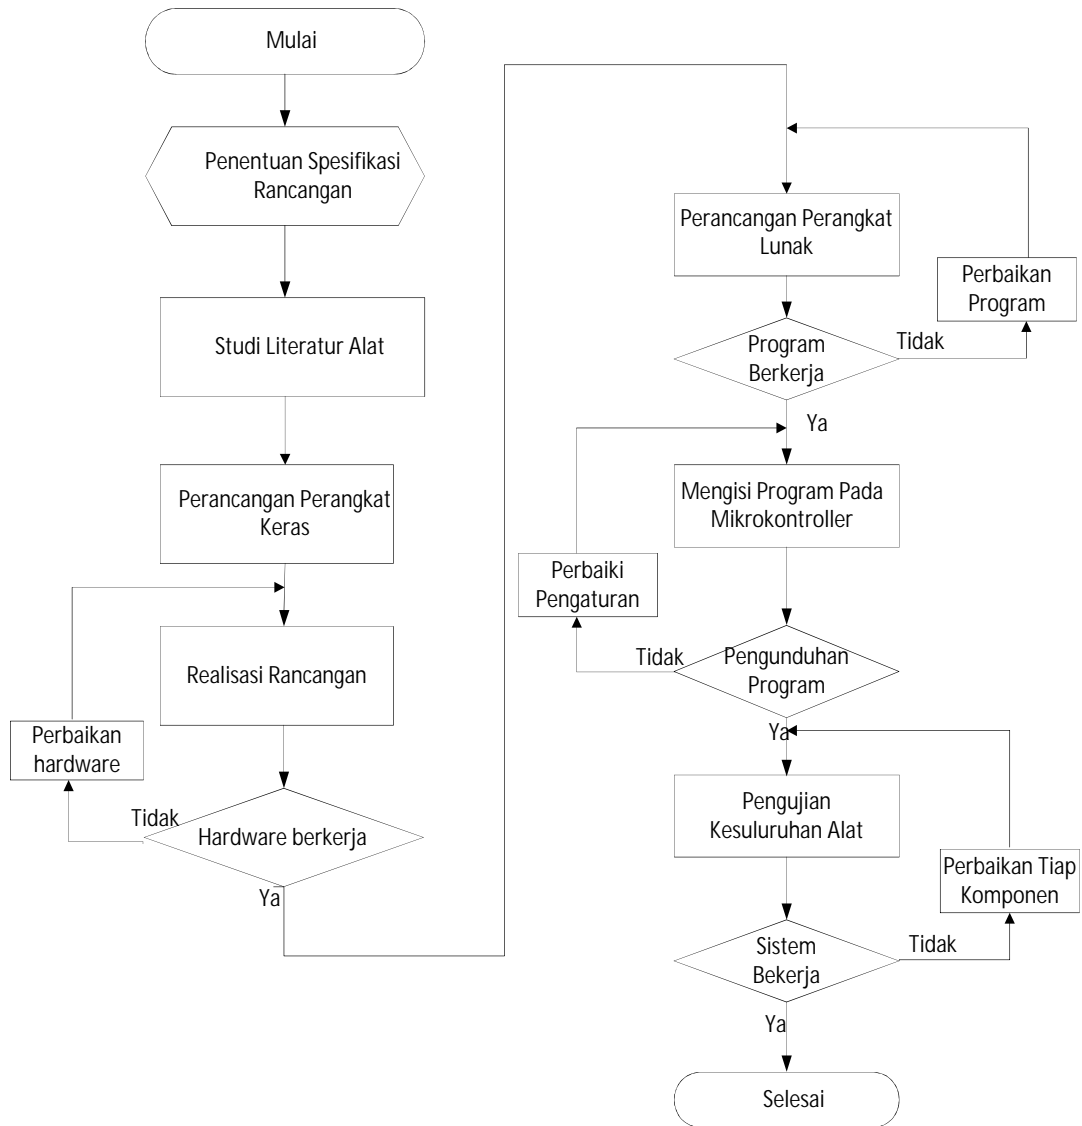 Mulai
Penentuan Spesifikasi
Rancangan
Studi Literatur Alat
Perancangan Perangkat
Keras
Realisasi Rancangan
Perbaikan
hardware
Tidak
Hardware berkerja
Ya
Perancangan Perangkat
Lunak
Perbaikan
Program
Program
Berkerja
Tidak
Ya
Mengisi Program Pada
Mikrokontroller
Perbaiki
Pengaturan
Tidak
Pengunduhan
Program
Ya
Pengujian
Kesuluruhan Alat
Perbaikan Tiap
Komponen
Sistem
Bekerja
Tidak
Ya
Selesai